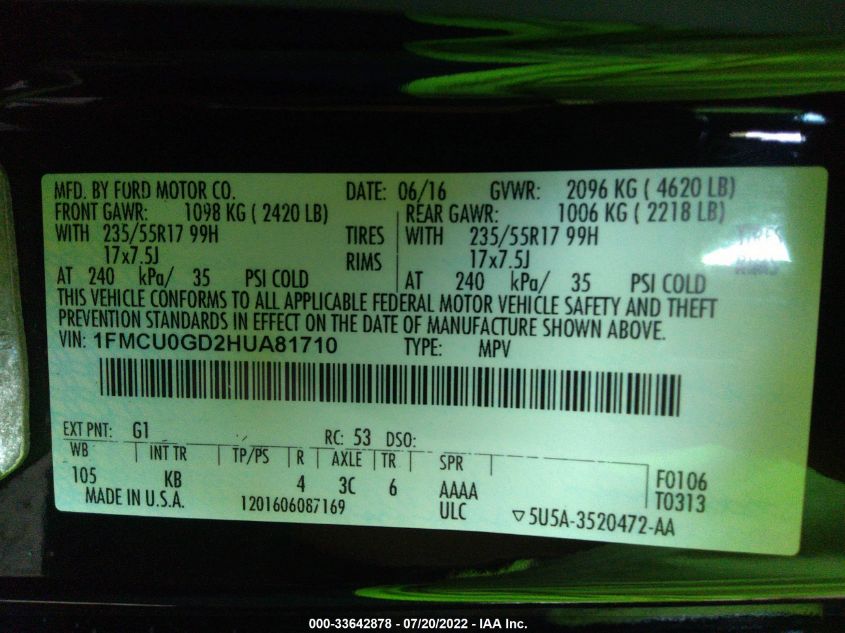 MFD. BY FORD MOTOR CO. DATE: 06/16 GVWR: 2096 KG ( 4620 LB)
FRONT GAWR: 1098 KG ( 2420 LB) REAR GAWR: 1006 KG ( 2218 LB)
WITH 235/55R17 99H TIRES WITH 235/55R17 99H TIRES
17x7.5J RIMS 17x7.5J RIMS
AT 240 kPa/ 35 PSI COLD AT 240 kPa/ 35 PSI COLD
THIS VEHICLE CONFORMS TO ALL APPLICABLE FEDERAL MOTOR VEHICLE SAFETY AND THEFT
PREVENTION STANDARDS IN EFFECT ON THE DATE OF MANUFACTURE SHOWN ABOVE.
VIN: 1FMCU0GD2HUA81710 TYPE: MPV
EXT PNT: G1 RC: 53 DSO:
WB INT TR TP/PS R AXLE TR SPR
105 KB 4 3C 6 AAAA F0106
MADE IN U.S.A. 1201606087169 ULC T0313
▽5U5A-3520472-AA
000-33642878 - 07/20/2022 - IAA Inc.